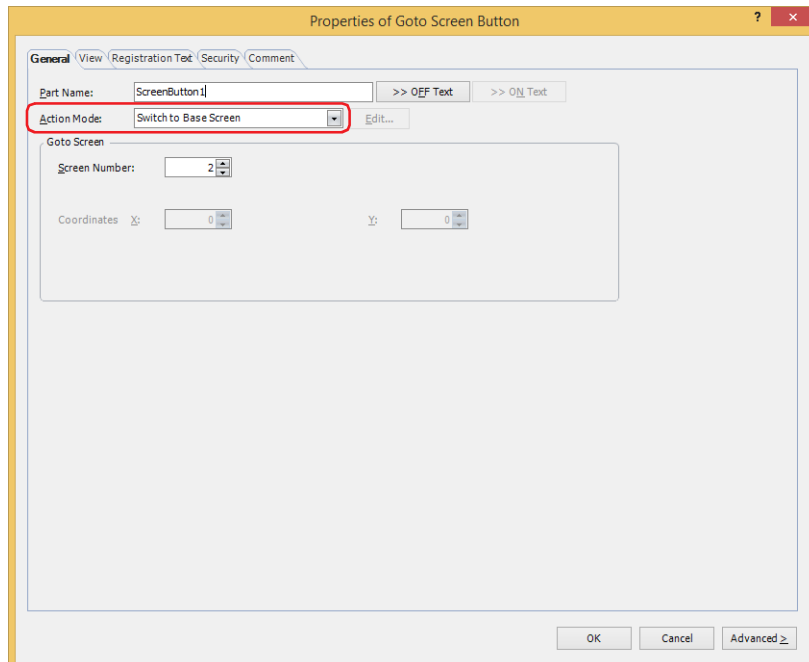 Properties of Goto Screen Button ? ×
General View Registration Text Security Comment
Part Name: ScreenButton1 >> OFF Text >> ON Text
Action Mode: Switch to Base Screen Edit...
Goto Screen
Screen Number: 2
Coordinates X: 0 Y: 0
OK Cancel Advanced >